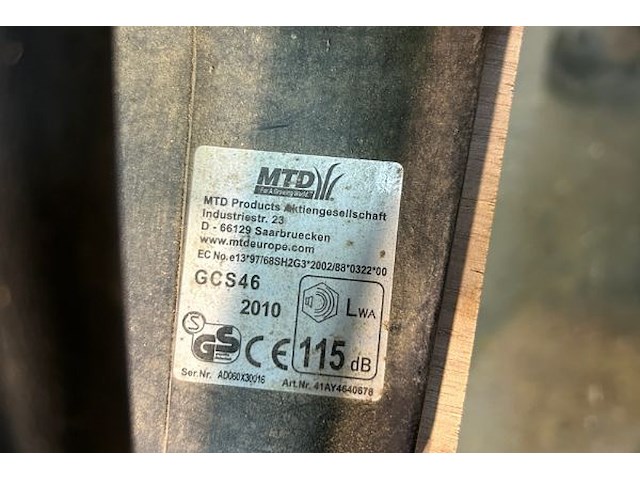 MTD
For A Growing World.
MTD Products Aktiengesellschaft
Industriestr. 23
D - 66129 Saarbruecken
www.mtdeurope.com
EC No.e13*97/68SH2G3*2002/88*0322*00
GCS46
2010
LWA
S
GS
CE
115 dB
Ser.Nr. AD060X30016
Art.Nr. 41AY4640678